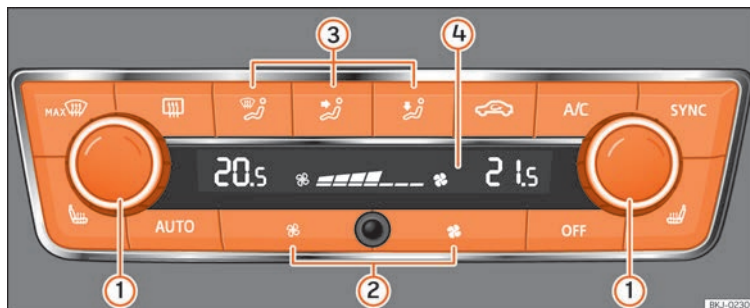 3 4
MAX A/C SYNC
20.5 21.5
AUTO OFF
1 2 1
BKJ-0230